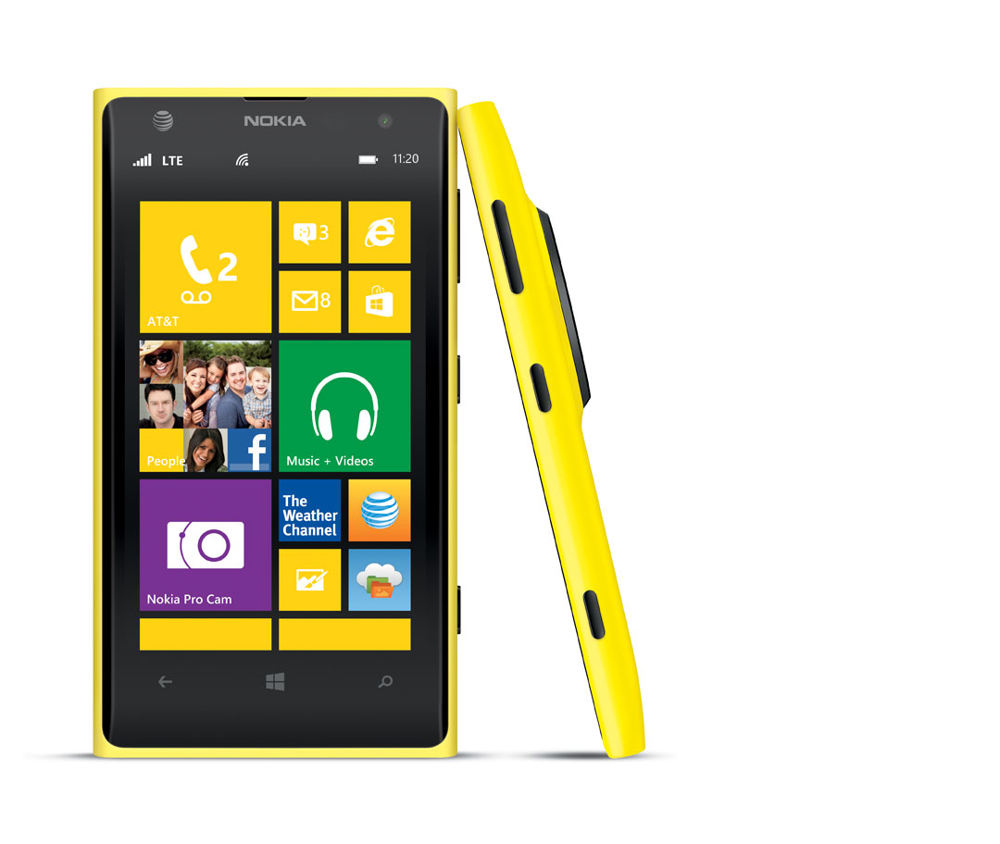 NOKIA
LTE
11:20
2
AT&T
3
8
People
f
Music + Videos
The
Weather
Channel
Nokia Pro Cam